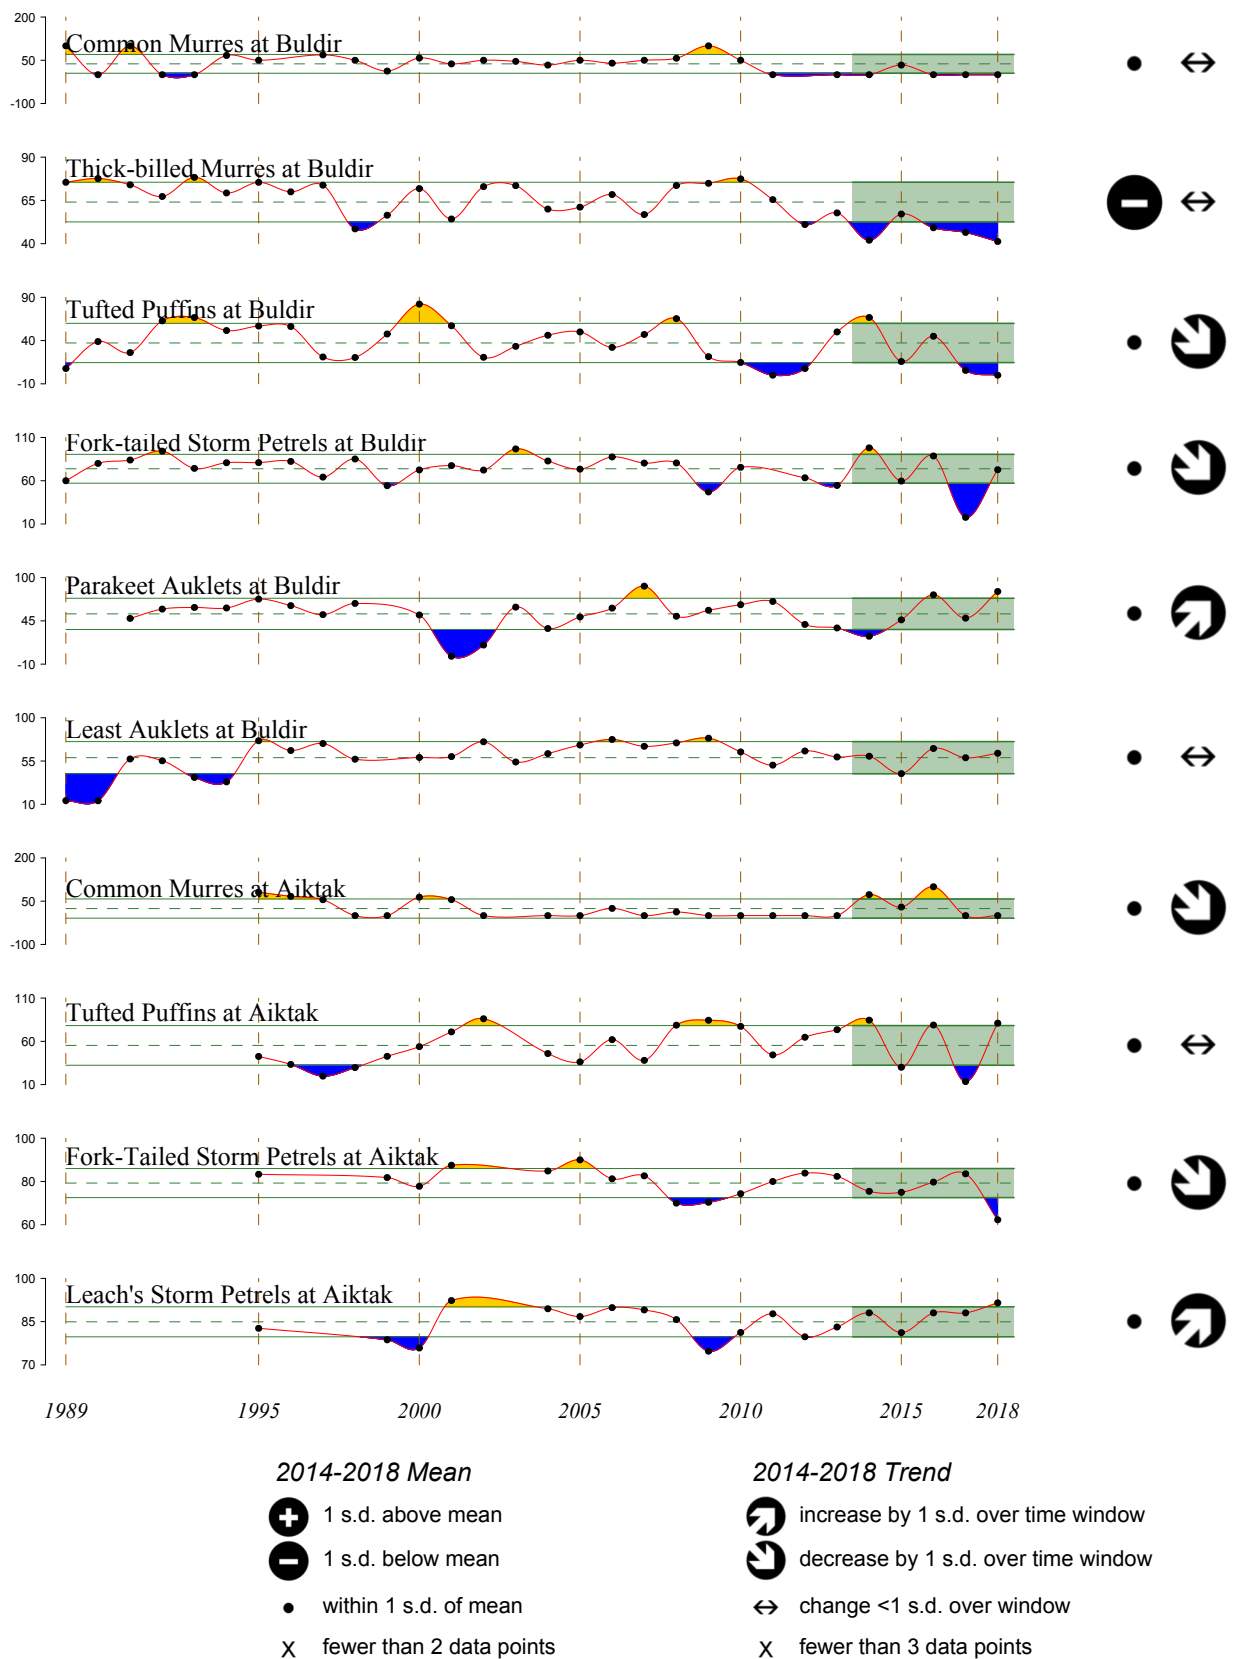 200
Common Murres at Buldir
50
-100
90
Thick-billed Murres at Buldir
65
40
90
Tufted Puffins at Buldir
40
-10
110
Fork-tailed Storm Petrels at Buldir
60
10
100
Parakeet Auklets at Buldir
45
-10
100
Least Auklets at Buldir
55
10
200
Common Murres at Aiktak
50
-100
110
Tufted Puffins at Aiktak
60
10
100
Fork-Tailed Storm Petrels at Aiktak
80
60
100
Leach's Storm Petrels at Aiktak
85
70
1989 1995 2000 2005 2010 2015 2018
2014-2018 Mean 2014-2018 Trend
1 s.d. above mean increase by 1 s.d. over time window
1 s.d. below mean decrease by 1 s.d. over time window
within 1 s.d. of mean change <1 s.d. over window
x fewer than 2 data points x fewer than 3 data points